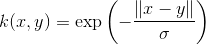 k(x, y) = exp(−‖x − y‖/σ)